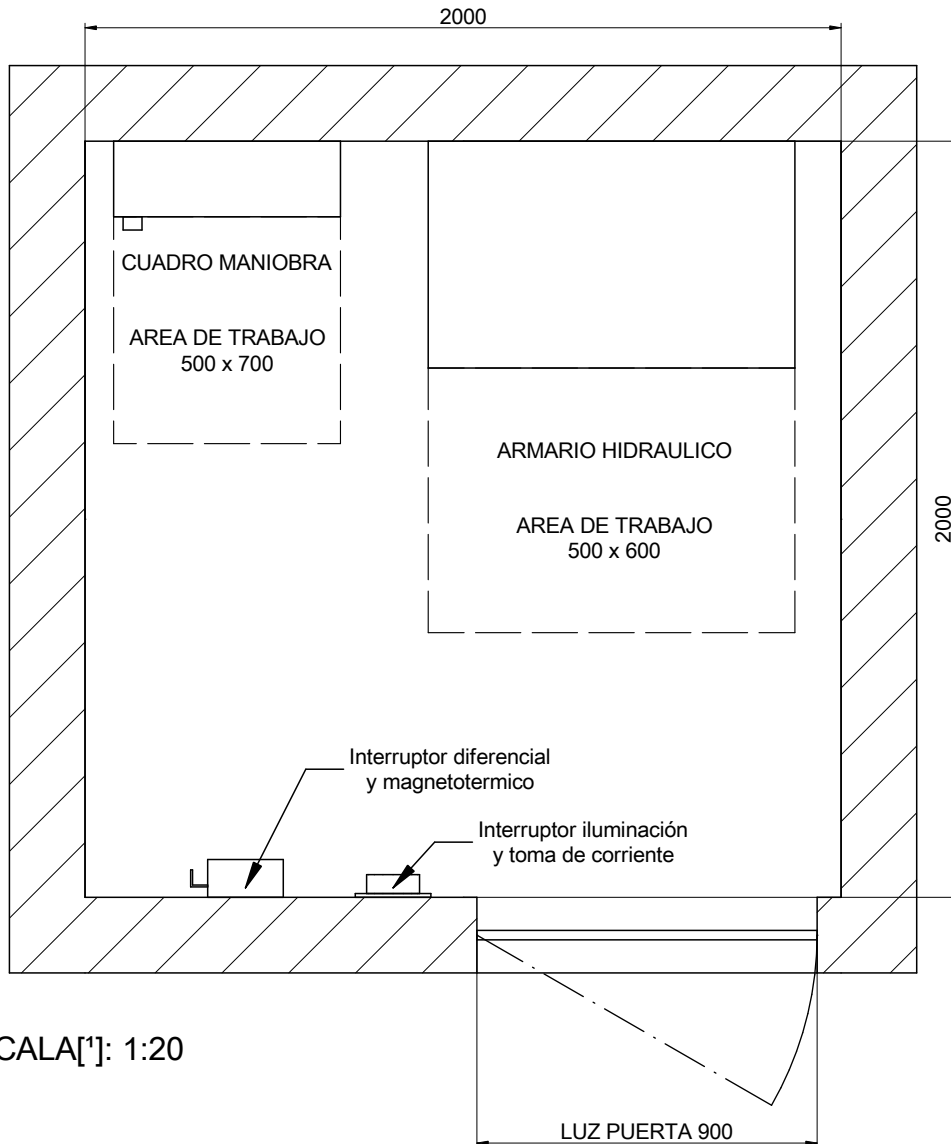 2000
CUADRO MANIOBRA
AREA DE TRABAJO
500 x 700
ARMARIO HIDRAULICO
AREA DE TRABAJO
500 x 600
2000
Interruptor diferencial
y magnetotermico
Interruptor iluminación
y toma de corriente
CALA[¹]: 1:20
LUZ PUERTA 900